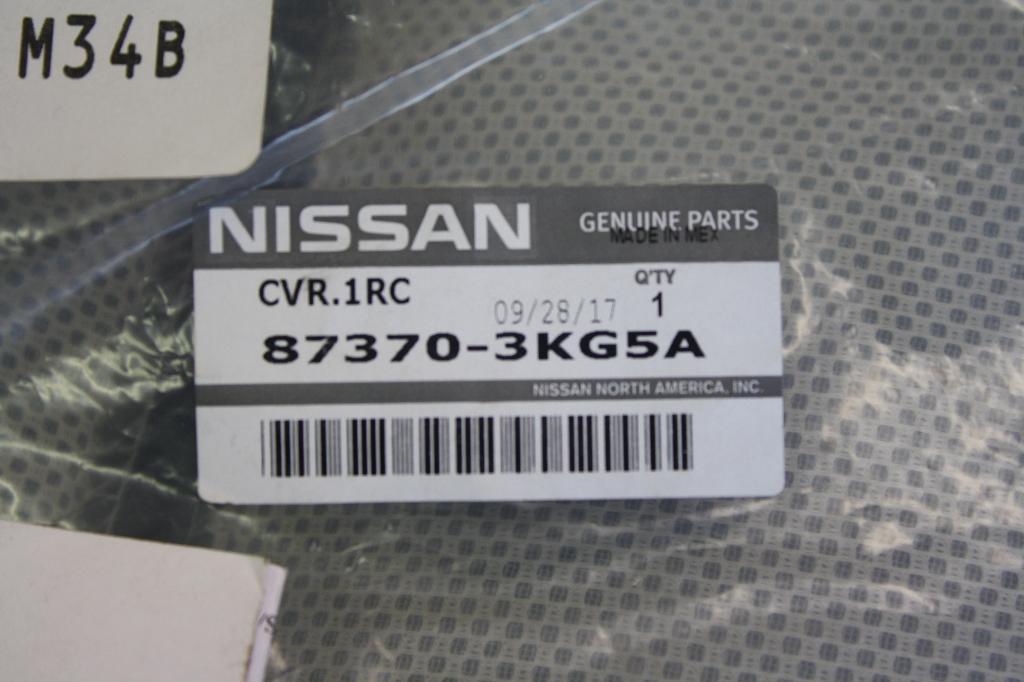 M34B
NISSAN
GENUINE PARTS
MADE IN MEX
CVR.1RC
Q'TY
09/28/17
1
87370-3KG5A
NISSAN NORTH AMERICA, INC.